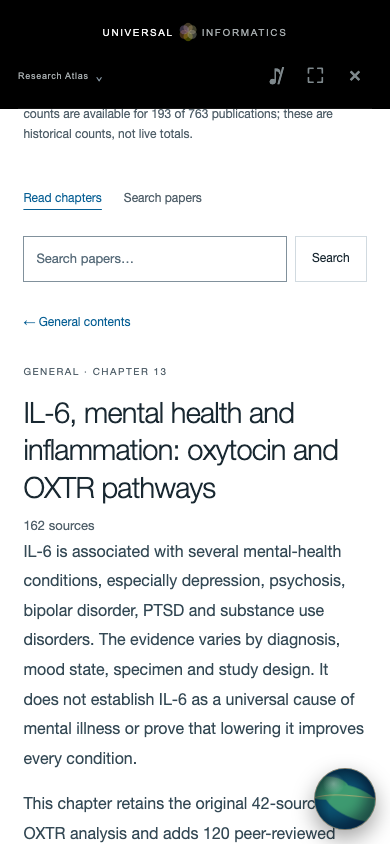 UNIVERSAL INFORMATICS
Research Atlas
counts are available for 193 of 763 publications; these are
historical counts, not live totals.
Read chapters Search papers
Search papers... Search
← General contents
GENERAL · CHAPTER 13
IL-6, mental health and
inflammation: oxytocin and
OXTR pathways
162 sources
IL-6 is associated with several mental-health
conditions, especially depression, psychosis,
bipolar disorder, PTSD and substance use
disorders. The evidence varies by diagnosis,
mood state, specimen and study design. It
does not establish IL-6 as a universal cause of
mental illness or prove that lowering it improves
every condition.
This chapter retains the original 42-sourc
OXTR analysis and adds 120 peer-reviewed